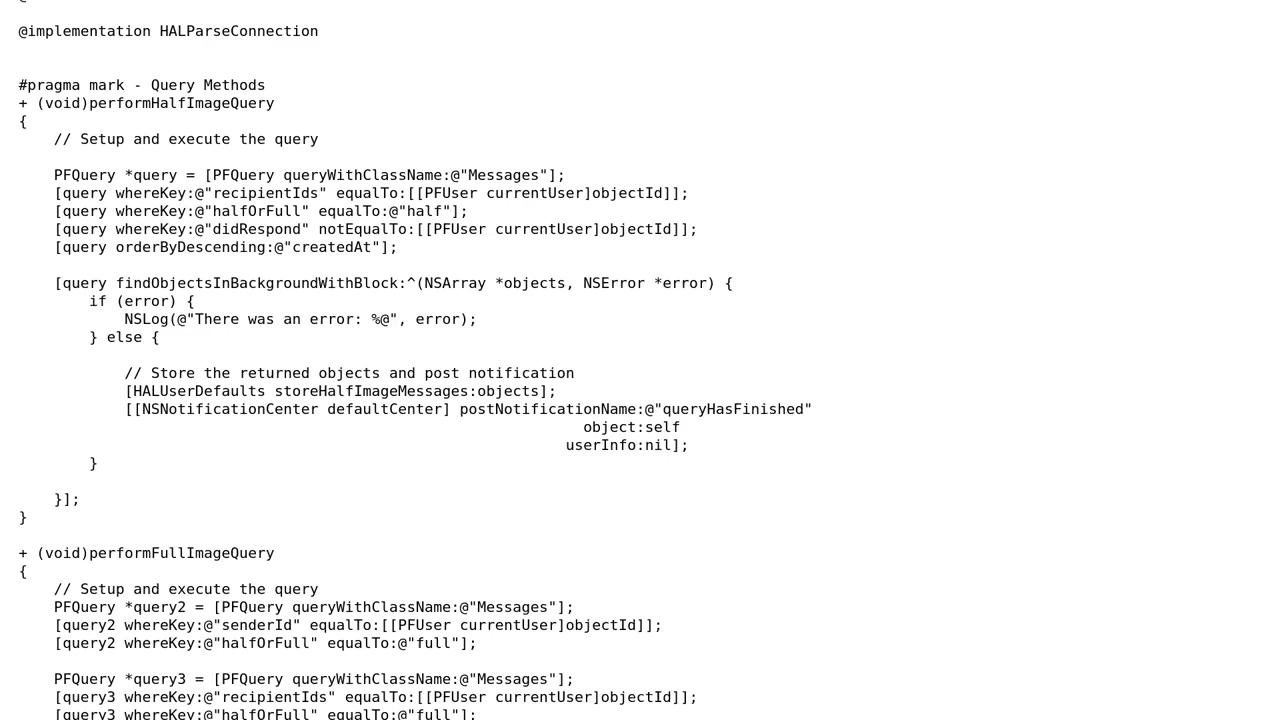 @implementation HALParseConnection
#pragma mark - Query Methods
+ (void)performHalfImageQuery
{
    // Setup and execute the query
    PFQuery *query = [PFQuery queryWithClassName:@"Messages"];
    [query whereKey:@"recipientIds" equalTo:[[PFUser currentUser]objectId]];
    [query whereKey:@"halfOrFull" equalTo:@"half"];
    [query whereKey:@"didRespond" notEqualTo:[[PFUser currentUser]objectId]];
    [query orderByDescending:@"createdAt"];
    [query findObjectsInBackgroundWithBlock:^(NSArray *objects, NSError *error) {
        if (error) {
            NSLog(@"There was an error: %@", error);
        } else {
            // Store the returned objects and post notification
            [HALUserDefaults storeHalfImageMessages:objects];
            [[NSNotificationCenter defaultCenter] postNotificationName:@"queryHasFinished"
                                                                object:self
                                                              userInfo:nil];
        }
    }];
}
+ (void)performFullImageQuery
{
    // Setup and execute the query
    PFQuery *query2 = [PFQuery queryWithClassName:@"Messages"];
    [query2 whereKey:@"senderId" equalTo:[[PFUser currentUser]objectId]];
    [query2 whereKey:@"halfOrFull" equalTo:@"full"];
    PFQuery *query3 = [PFQuery queryWithClassName:@"Messages"];
    [query3 whereKey:@"recipientIds" equalTo:[[PFUser currentUser]objectId]];
    [query3 whereKey:@"halfOrFull" equalTo:@"full"];